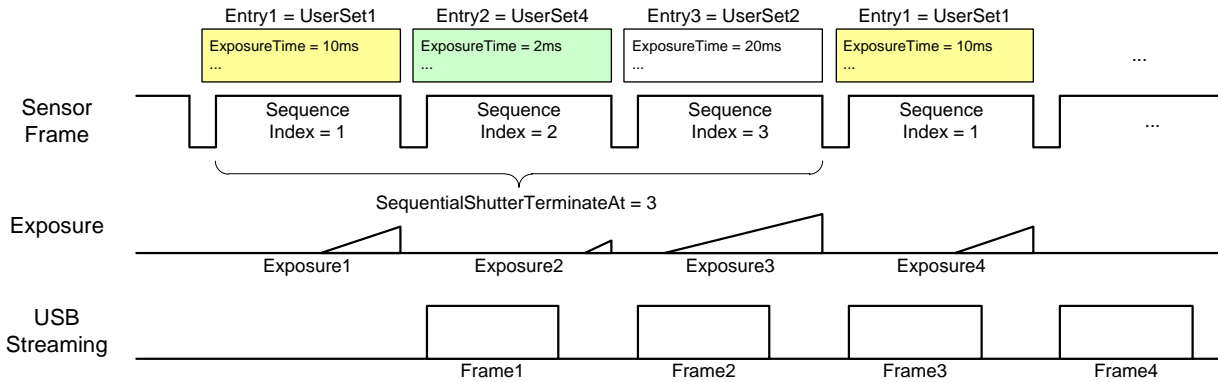 Entry1 = UserSet1 Entry2 = UserSet4 Entry3 = UserSet2 Entry1 = UserSet1
ExposureTime = 10ms ExposureTime = 2ms ExposureTime = 20ms ExposureTime = 10ms
... ... ... ... ...
Sensor Frame
Sequence Index = 1
Sequence Index = 2
Sequence Index = 3
Sequence Index = 1
...
SequentialShutterTerminateAt = 3
Exposure
Exposure1 Exposure2 Exposure3 Exposure4
USB
Streaming
Frame1 Frame2 Frame3 Frame4